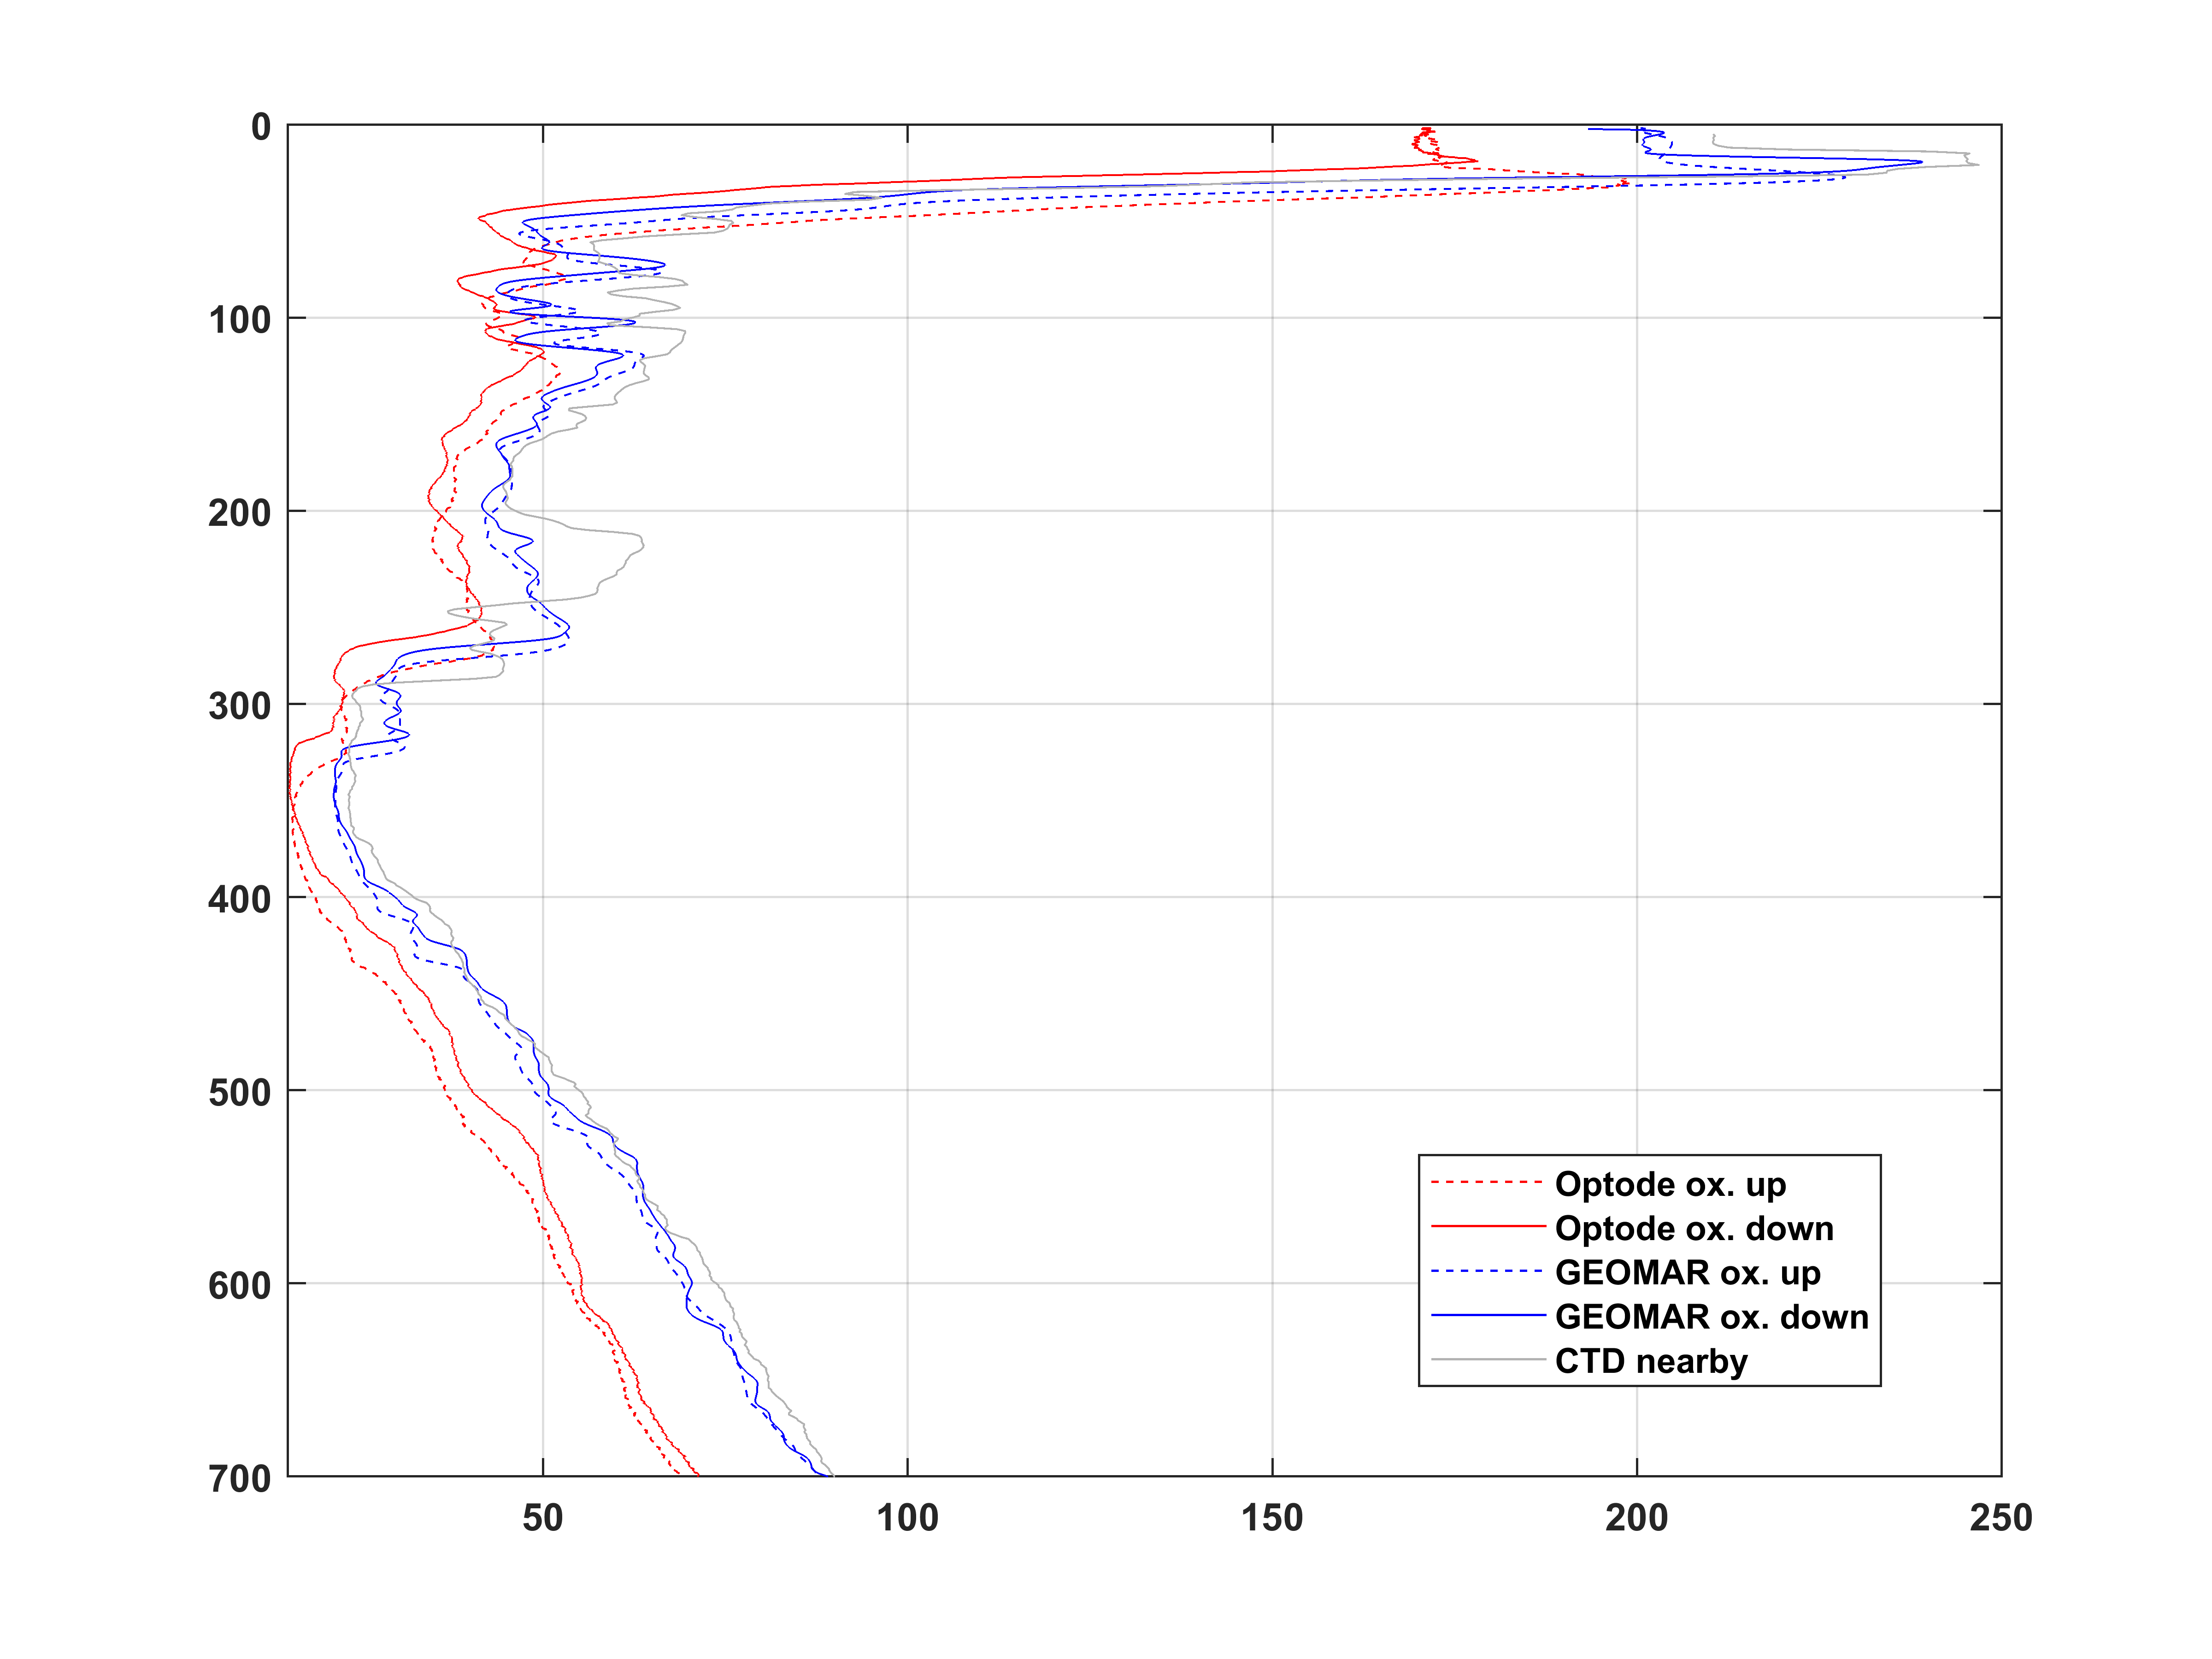 0
100
200
300
400
500
600
700
50 100 150 200 250
Optode ox. up
Optode ox. down
GEOMAR ox. up
GEOMAR ox. down
CTD nearby